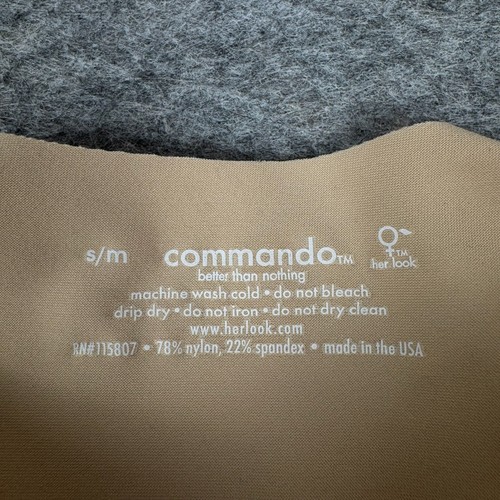 s/m commando™ ™
better than nothing her look
machine wash cold • do not bleach
drip dry • do not iron • do not dry clean
www.herlook.com
RN#115807 • 78% nylon, 22% spandex • made in the USA